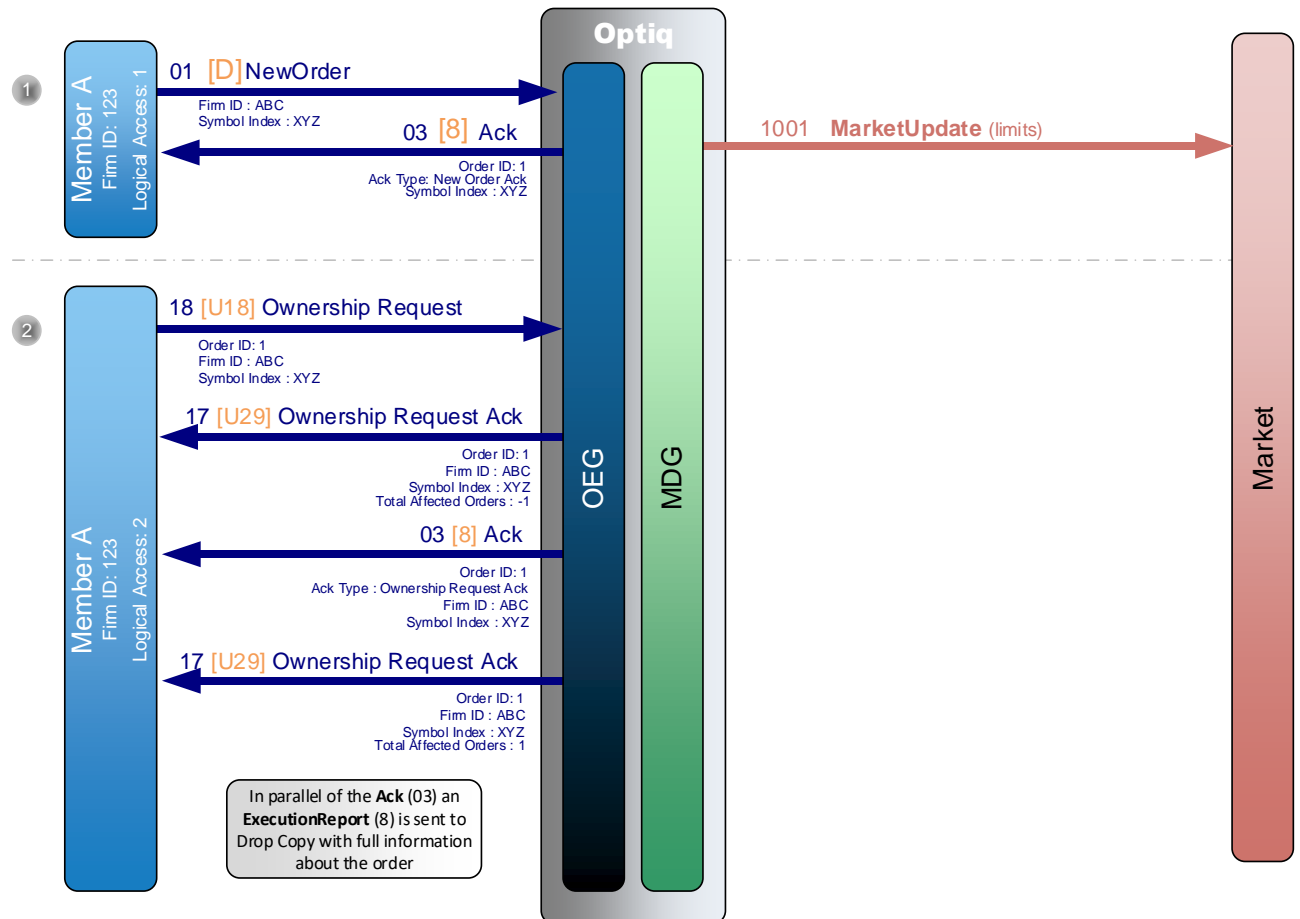 Optiq
1
Member A
Firm ID: 123
Logical Access: 1
01 [D] NewOrder
Firm ID : ABC
Symbol Index : XYZ
03 [8] Ack
Order ID: 1
Ack Type: New Order Ack
Symbol Index : XYZ
1001 MarketUpdate (limits)
2
Member A
Firm ID: 123
Logical Access: 2
18 [U18] Ownership Request
Order ID: 1
Firm ID : ABC
Symbol Index : XYZ
17 [U29] Ownership Request Ack
Order ID: 1
Firm ID : ABC
Symbol Index : XYZ
Total Affected Orders : -1
03 [8] Ack
Order ID: 1
Ack Type : Ownership Request Ack
Firm ID : ABC
Symbol Index : XYZ
17 [U29] Ownership Request Ack
Order ID: 1
Firm ID : ABC
Symbol Index : XYZ
Total Affected Orders : 1
In parallel of the Ack (03) an
ExecutionReport (8) is sent to
Drop Copy with full information
about the order
OEG
MDG
Market